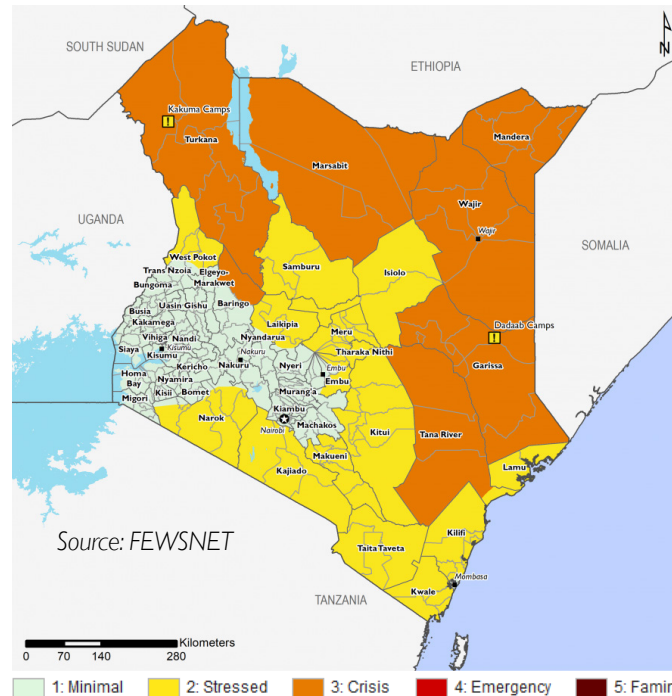 N
SOUTH SUDAN
ETHIOPIA
Kakuma Camps
Turkana
Mandera
Marsabit
Wajir
Wajir
UGANDA
SOMALIA
West Pokot
Samburu
Isiolo
Trans Nzoia
Elgeyo-
Marakwet
Bungoma
Uasin Gishu
Baringo
Busia
Kakamega
Laikipia
Meru
Dadaab Camps
Vihiga
Nandi
Nyandarua
Kisumu
Siaya
Kisumu
Nakuru
Tharaka Nithi
Kericho
Nakuru
Nyeri
Embu
Garissa
Homa
Bay
Nyamira
Embu
Kisii
Bomet
Murang'a
Migori
Kiambu
Narok
Nairobi
Machakos
Kitui
Tana River
Makueni
Lamu
Kajiado
Source: FEWSNET
Kilifi
Taita Taveta
Mombasa
Kwale
TANZANIA
Kilometers
0 70 140 280
1: Minimal 2: Stressed 3: Crisis 4: Emergency 5: Famin